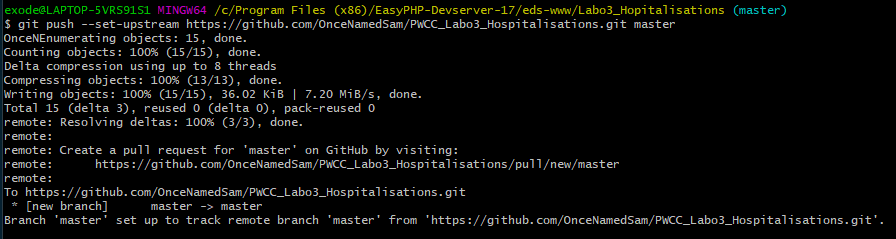 exode@LAPTOP-5VRS91S1 MINGW64 /c/Program Files (x86)/EasyPHP-Devserver-17/eds-www/Labo3_Hopitalisations (master)
$ git push --set-upstream https://github.com/OnceNamedSam/PWCC_Labo3_Hospitalisations.git master
OnceNEnumerating objects: 15, done.
Counting objects: 100% (15/15), done.
Delta compression using up to 8 threads
Compressing objects: 100% (13/13), done.
Writing objects: 100% (15/15), 36.02 KiB | 7.20 MiB/s, done.
Total 15 (delta 3), reused 0 (delta 0), pack-reused 0
remote: Resolving deltas: 100% (3/3), done.
remote:
remote: Create a pull request for 'master' on GitHub by visiting:
remote:      https://github.com/OnceNamedSam/PWCC_Labo3_Hospitalisations/pull/new/master
remote:
To https://github.com/OnceNamedSam/PWCC_Labo3_Hospitalisations.git
 * [new branch]      master -> master
Branch 'master' set up to track remote branch 'master' from 'https://github.com/OnceNamedSam/PWCC_Labo3_Hospitalisations.git'.